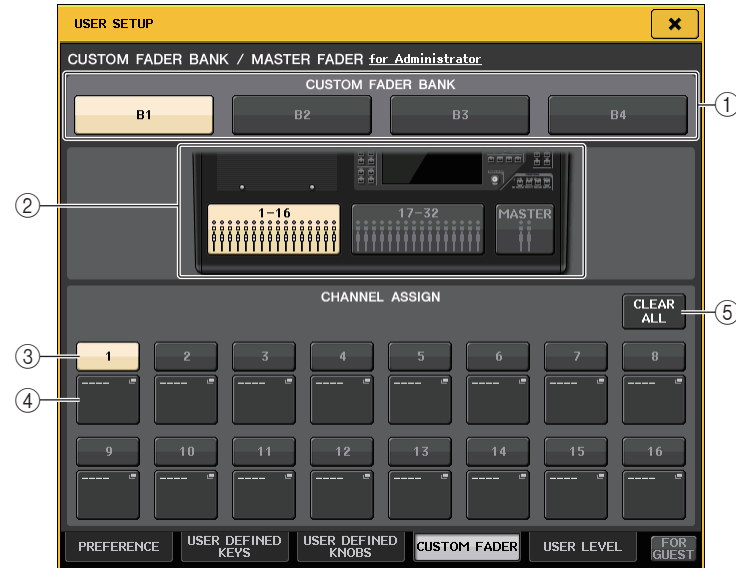 USER SETUP
CUSTOM FADER BANK / MASTER FADER for Administrator
CUSTOM FADER BANK
B1 B2 B3 B4
1
2
1-16 17-32 MASTER
CHANNEL ASSIGN
CLEAR ALL
5
3
1 2 3 4 5 6 7 8
4
---- ---- ---- ---- ---- ---- ---- ----
9 10 11 12 13 14 15 16
---- ---- ---- ---- ---- ---- ---- ----
PREFERENCE USER DEFINED KEYS USER DEFINED KNOBS CUSTOM FADER USER LEVEL FOR GUEST